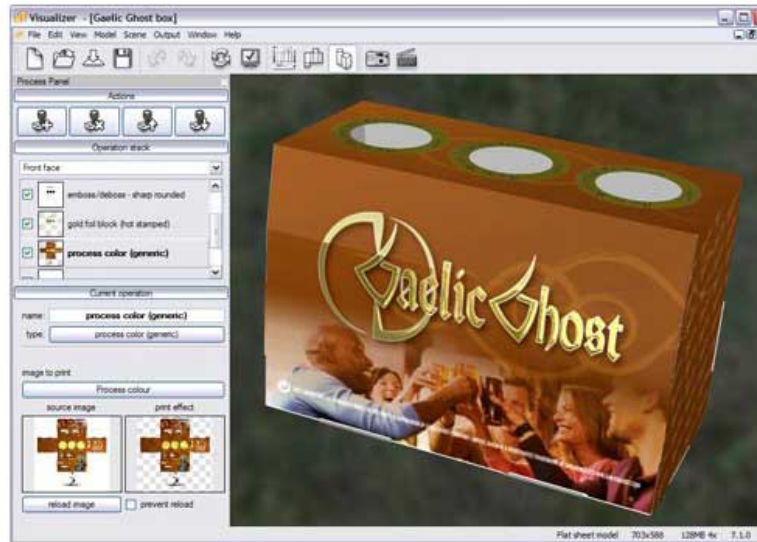 Visualizer - [Gaelic Ghost box]
File Edit View Model Scene Output Window Help
Process Panel
Actions
Operation stack
Front face
emboss/deboss - sharp rounded
gold foil block (hot stamped)
process color (generic)
Current operation
name: process color (generic)
type: process color (generic)
image to print
Process colour
source image print effect
reload image prevent reload
Gaelic Ghost
Flat sheet model 703x588 128MB 4x 7.1.0